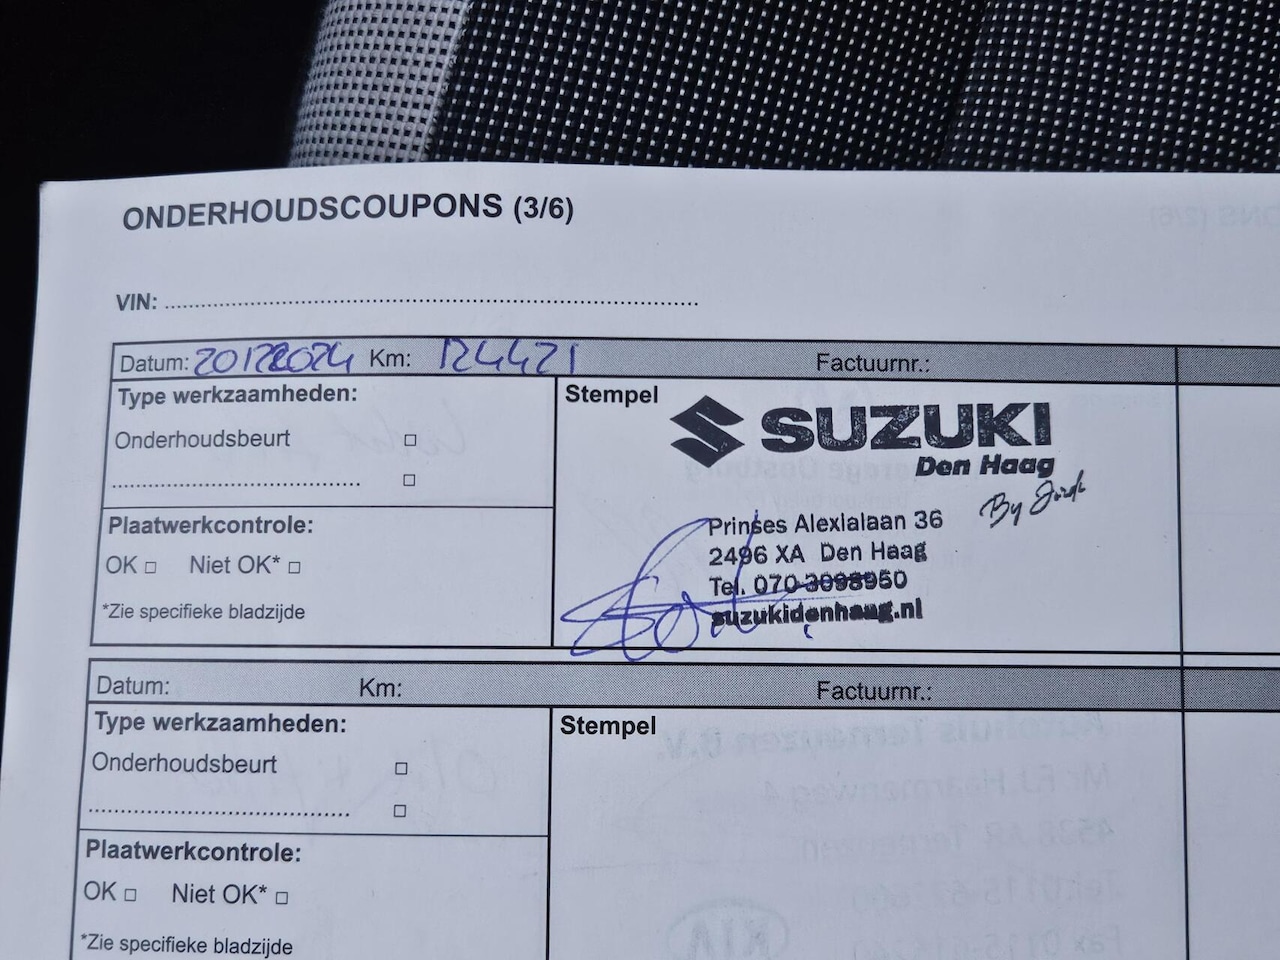 ONDERHOUDSCOUPONS (3/6)
VIN: ........................................
Datum: 20122024 Km: 124421 Factuurnr.:
Type werkzaamheden:
Onderhoudsbeurt □
........................................ □
Plaatwerkcontrole:
OK □ Niet OK* □
*Zie specifieke bladzijde
Stempel
SUZUKI
Den Haag
By Jordi
Prinses Alexialaan 36
2496 XA Den Haag
Tel. 070-3098950
suzukidenhaag.nl
Datum: Km: Factuurnr.:
Type werkzaamheden:
Onderhoudsbeurt □
........................................ □
Plaatwerkcontrole:
OK □ Niet OK* □
*Zie specifieke bladzijde
Stempel